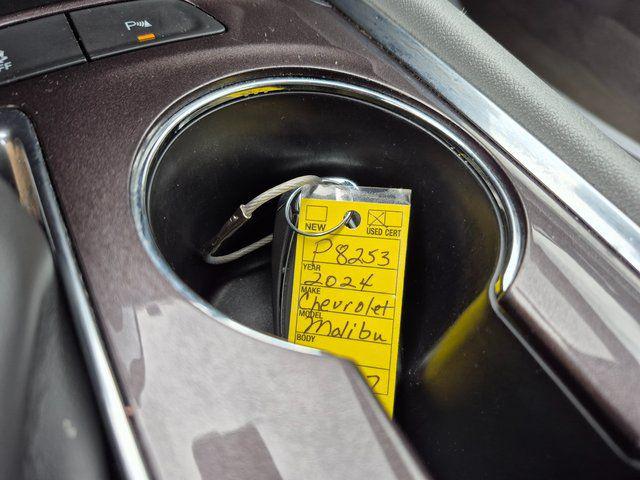 P
NEW USED CERT
P8253
YEAR
2024
MAKE
Chevrolet
MODEL
Malibu
BODY